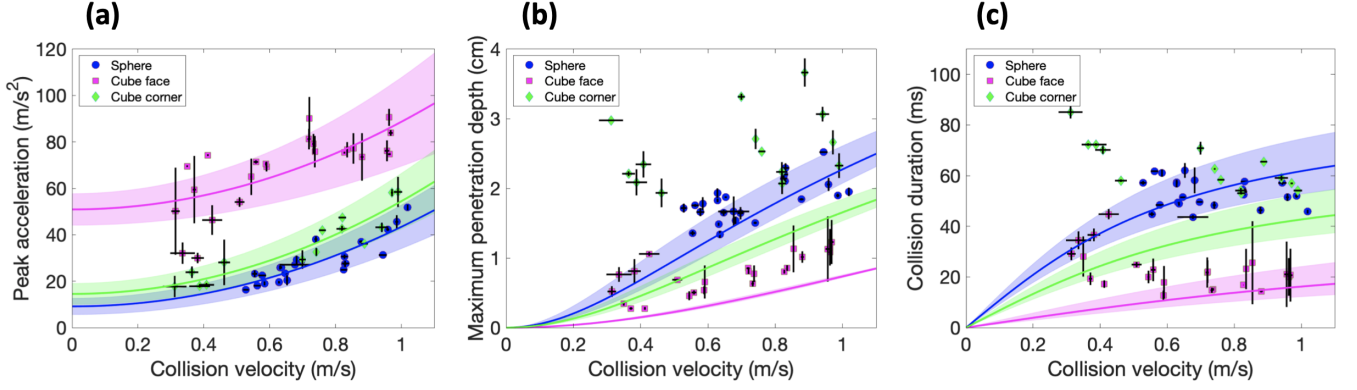 (a)
Peak acceleration (m/s²)
120
100
80
60
40
20
0
Sphere
Cube face
Cube corner
0 0.2 0.4 0.6 0.8 1
Collision velocity (m/s)
(b)
Maximum penetration depth (cm)
4
3
2
1
0
Sphere
Cube face
Cube corner
0 0.2 0.4 0.6 0.8 1
Collision velocity (m/s)
(c)
Collision duration (ms)
100
80
60
40
20
0
Sphere
Cube face
Cube corner
0 0.2 0.4 0.6 0.8 1
Collision velocity (m/s)